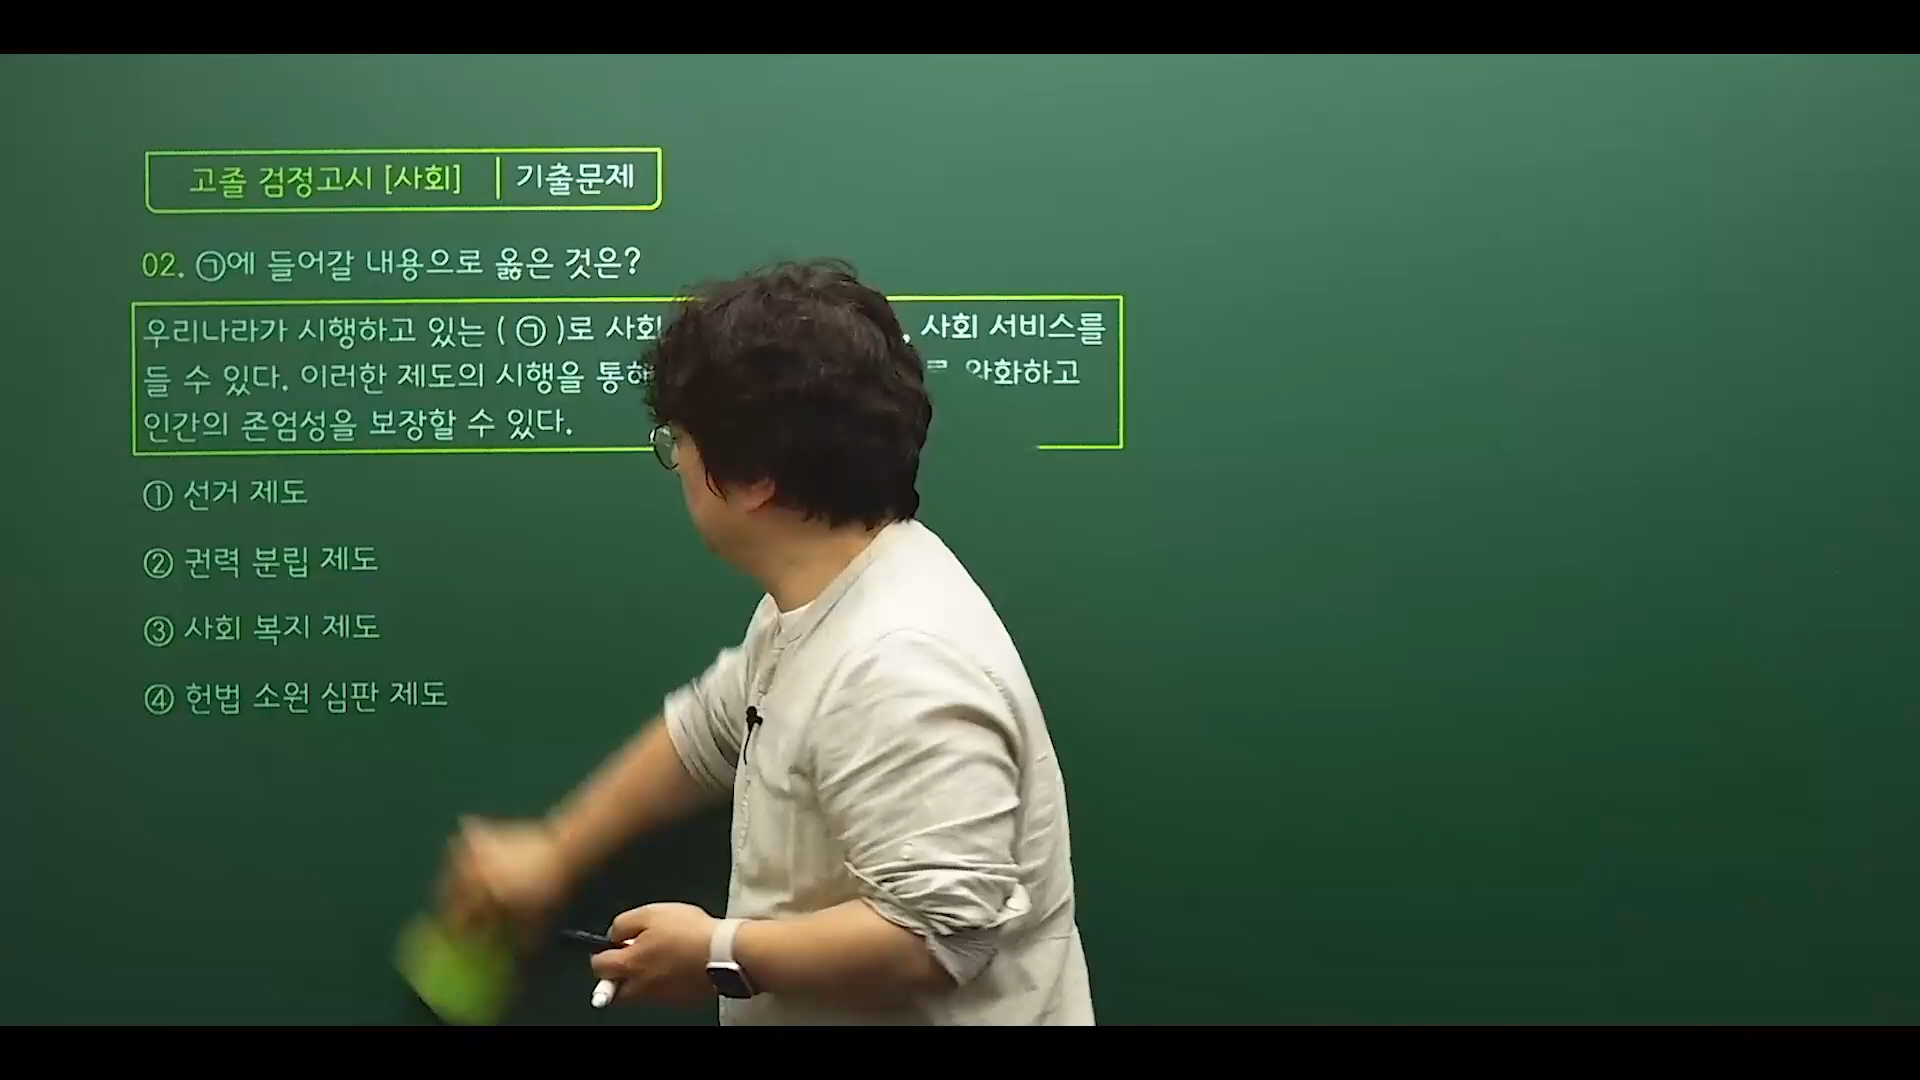 고졸 검정고시 [사회] 기출문제
02. ㉠에 들어갈 내용으로 옳은 것은?
우리나라가 시행하고 있는 ( ㉠ )로 사회 , 사회 서비스를
들 수 있다. 이러한 제도의 시행을 통해 완화하고
인간의 존엄성을 보장할 수 있다.
① 선거 제도
② 권력 분립 제도
③ 사회 복지 제도
④ 헌법 소원 심판 제도